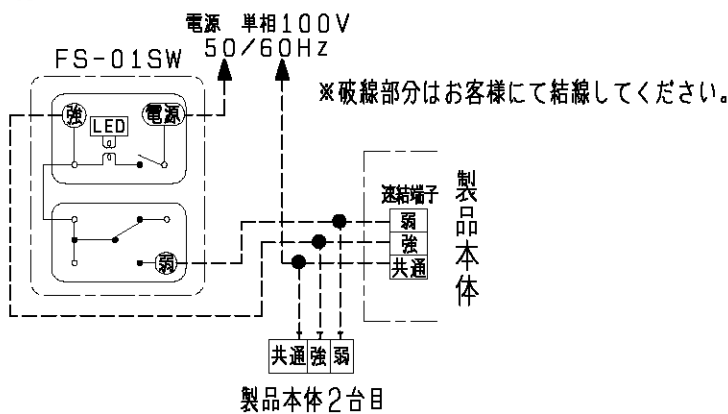 電源 単相100V
50/60Hz
FS-01SW
※破線部分はお客様にて結線してください。
強
LED
電源
弱
速結端子
弱
強
共通
製品本体
共通 強 弱
製品本体2台目